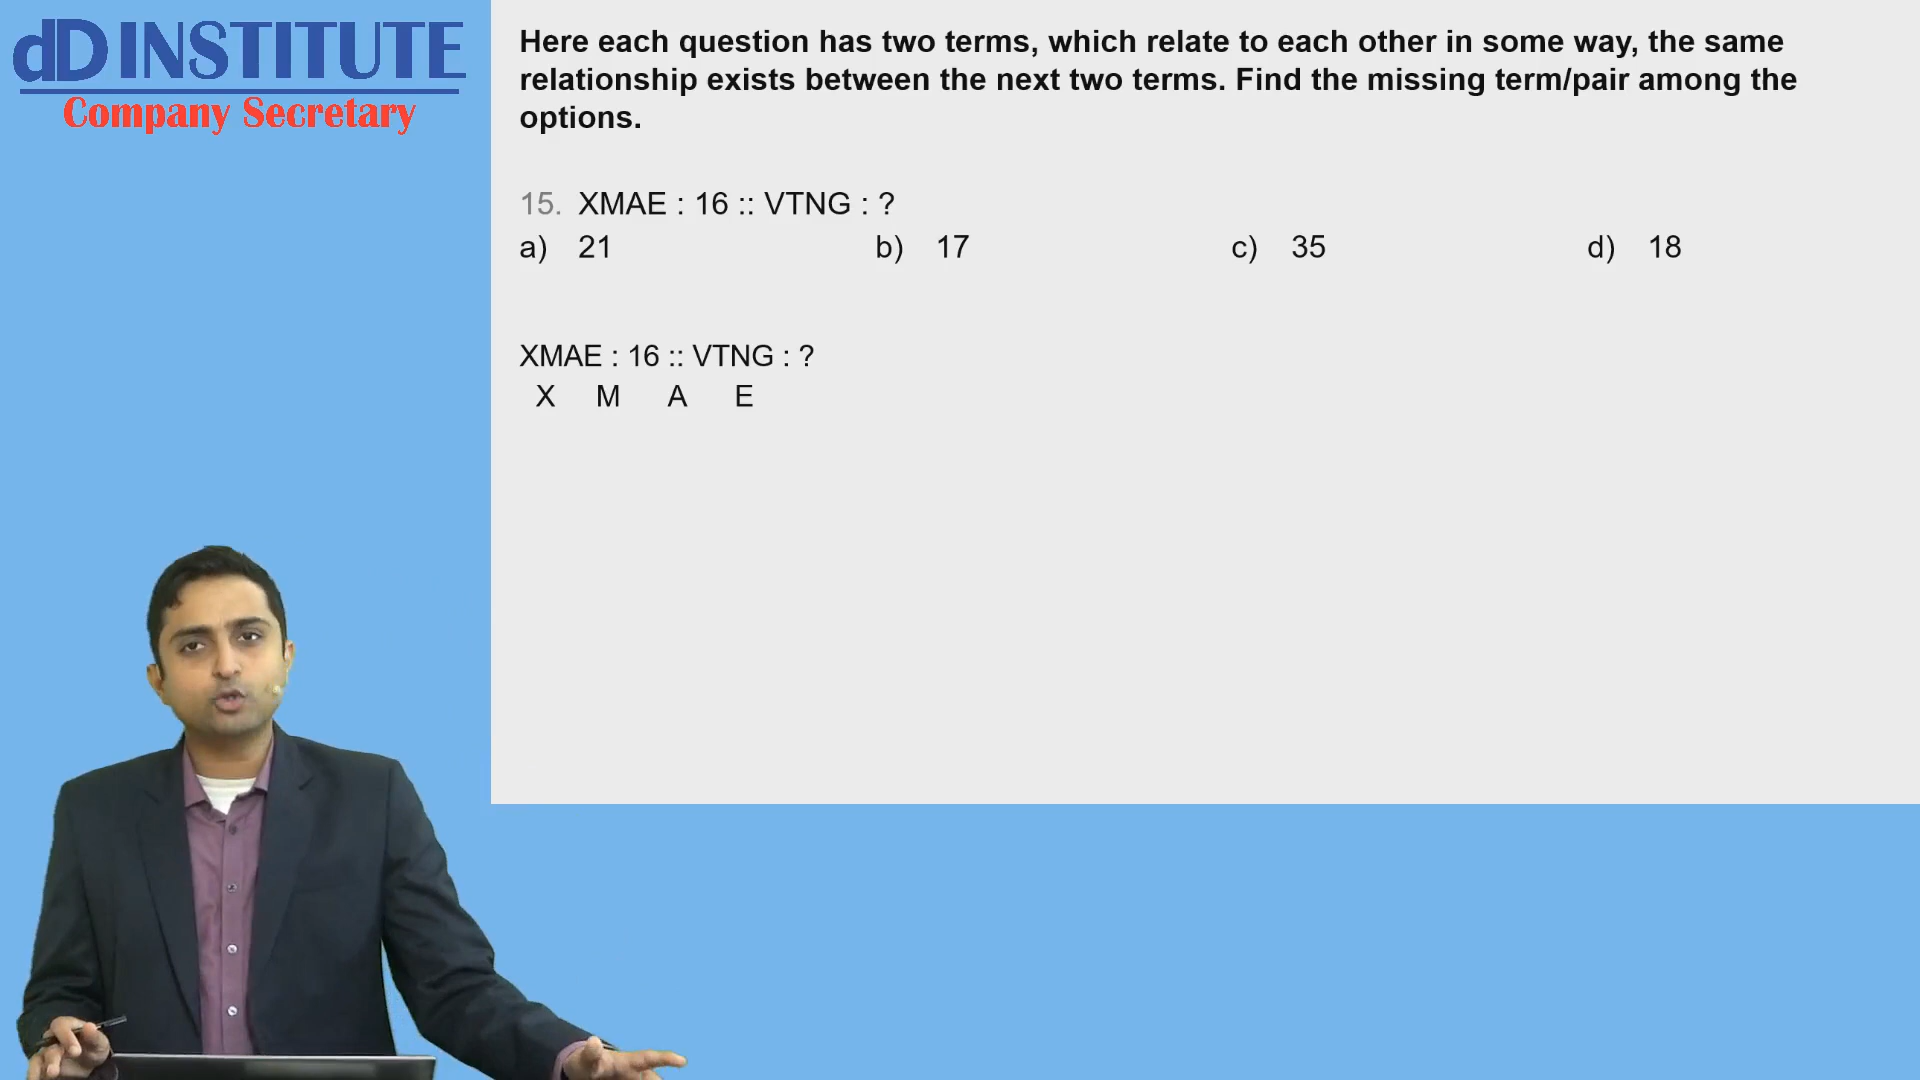 dD INSTITUTE
Company Secretary
Here each question has two terms, which relate to each other in some way, the same
relationship exists between the next two terms. Find the missing term/pair among the
options.
15. XMAE : 16 :: VTNG : ?
a) 21 b) 17 c) 35 d) 18
XMAE : 16 :: VTNG : ?
X M A E